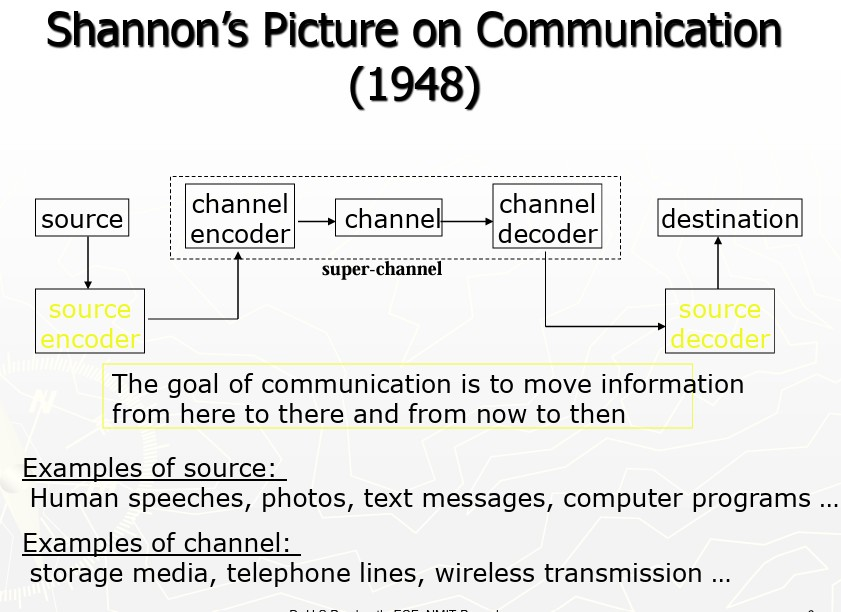 Shannon's Picture on Communication
(1948)
source
channel
encoder
channel
channel
decoder
destination
super-channel
source
encoder
source
decoder
The goal of communication is to move information
from here to there and from now to then
Examples of source:
Human speeches, photos, text messages, computer programs …
Examples of channel:
storage media, telephone lines, wireless transmission …